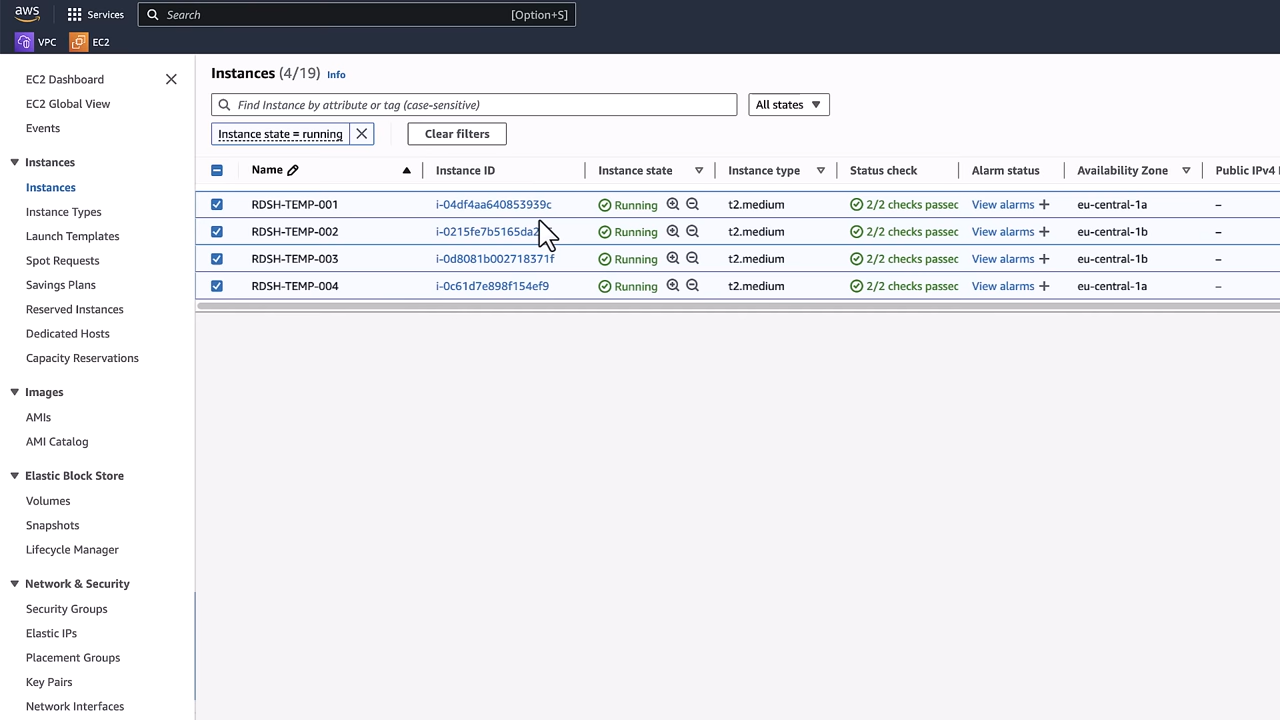 aws Services Search [Option+S]
VPC EC2
EC2 Dashboard
EC2 Global View
Events
Instances
Instances
Instance Types
Launch Templates
Spot Requests
Savings Plans
Reserved Instances
Dedicated Hosts
Capacity Reservations
Images
AMIs
AMI Catalog
Elastic Block Store
Volumes
Snapshots
Lifecycle Manager
Network & Security
Security Groups
Elastic IPs
Placement Groups
Key Pairs
Network Interfaces
Instances (4/19) Info
Find Instance by attribute or tag (case-sensitive) All states
Instance state = running Clear filters
Name Instance ID Instance state Instance type Status check Alarm status Availability Zone Public IPv4
RDSH-TEMP-001 i-04df4aa640853939c Running t2.medium 2/2 checks passec View alarms + eu-central-1a –
RDSH-TEMP-002 Running t2.medium 2/2 checks passec View alarms + eu-central-1b –
RDSH-TEMP-003 i-0d8081b002718371f Running t2.medium 2/2 checks passec View alarms + eu-central-1b –
RDSH-TEMP-004 i-0c61d7e898f154ef9 Running t2.medium 2/2 checks passec View alarms + eu-central-1a –